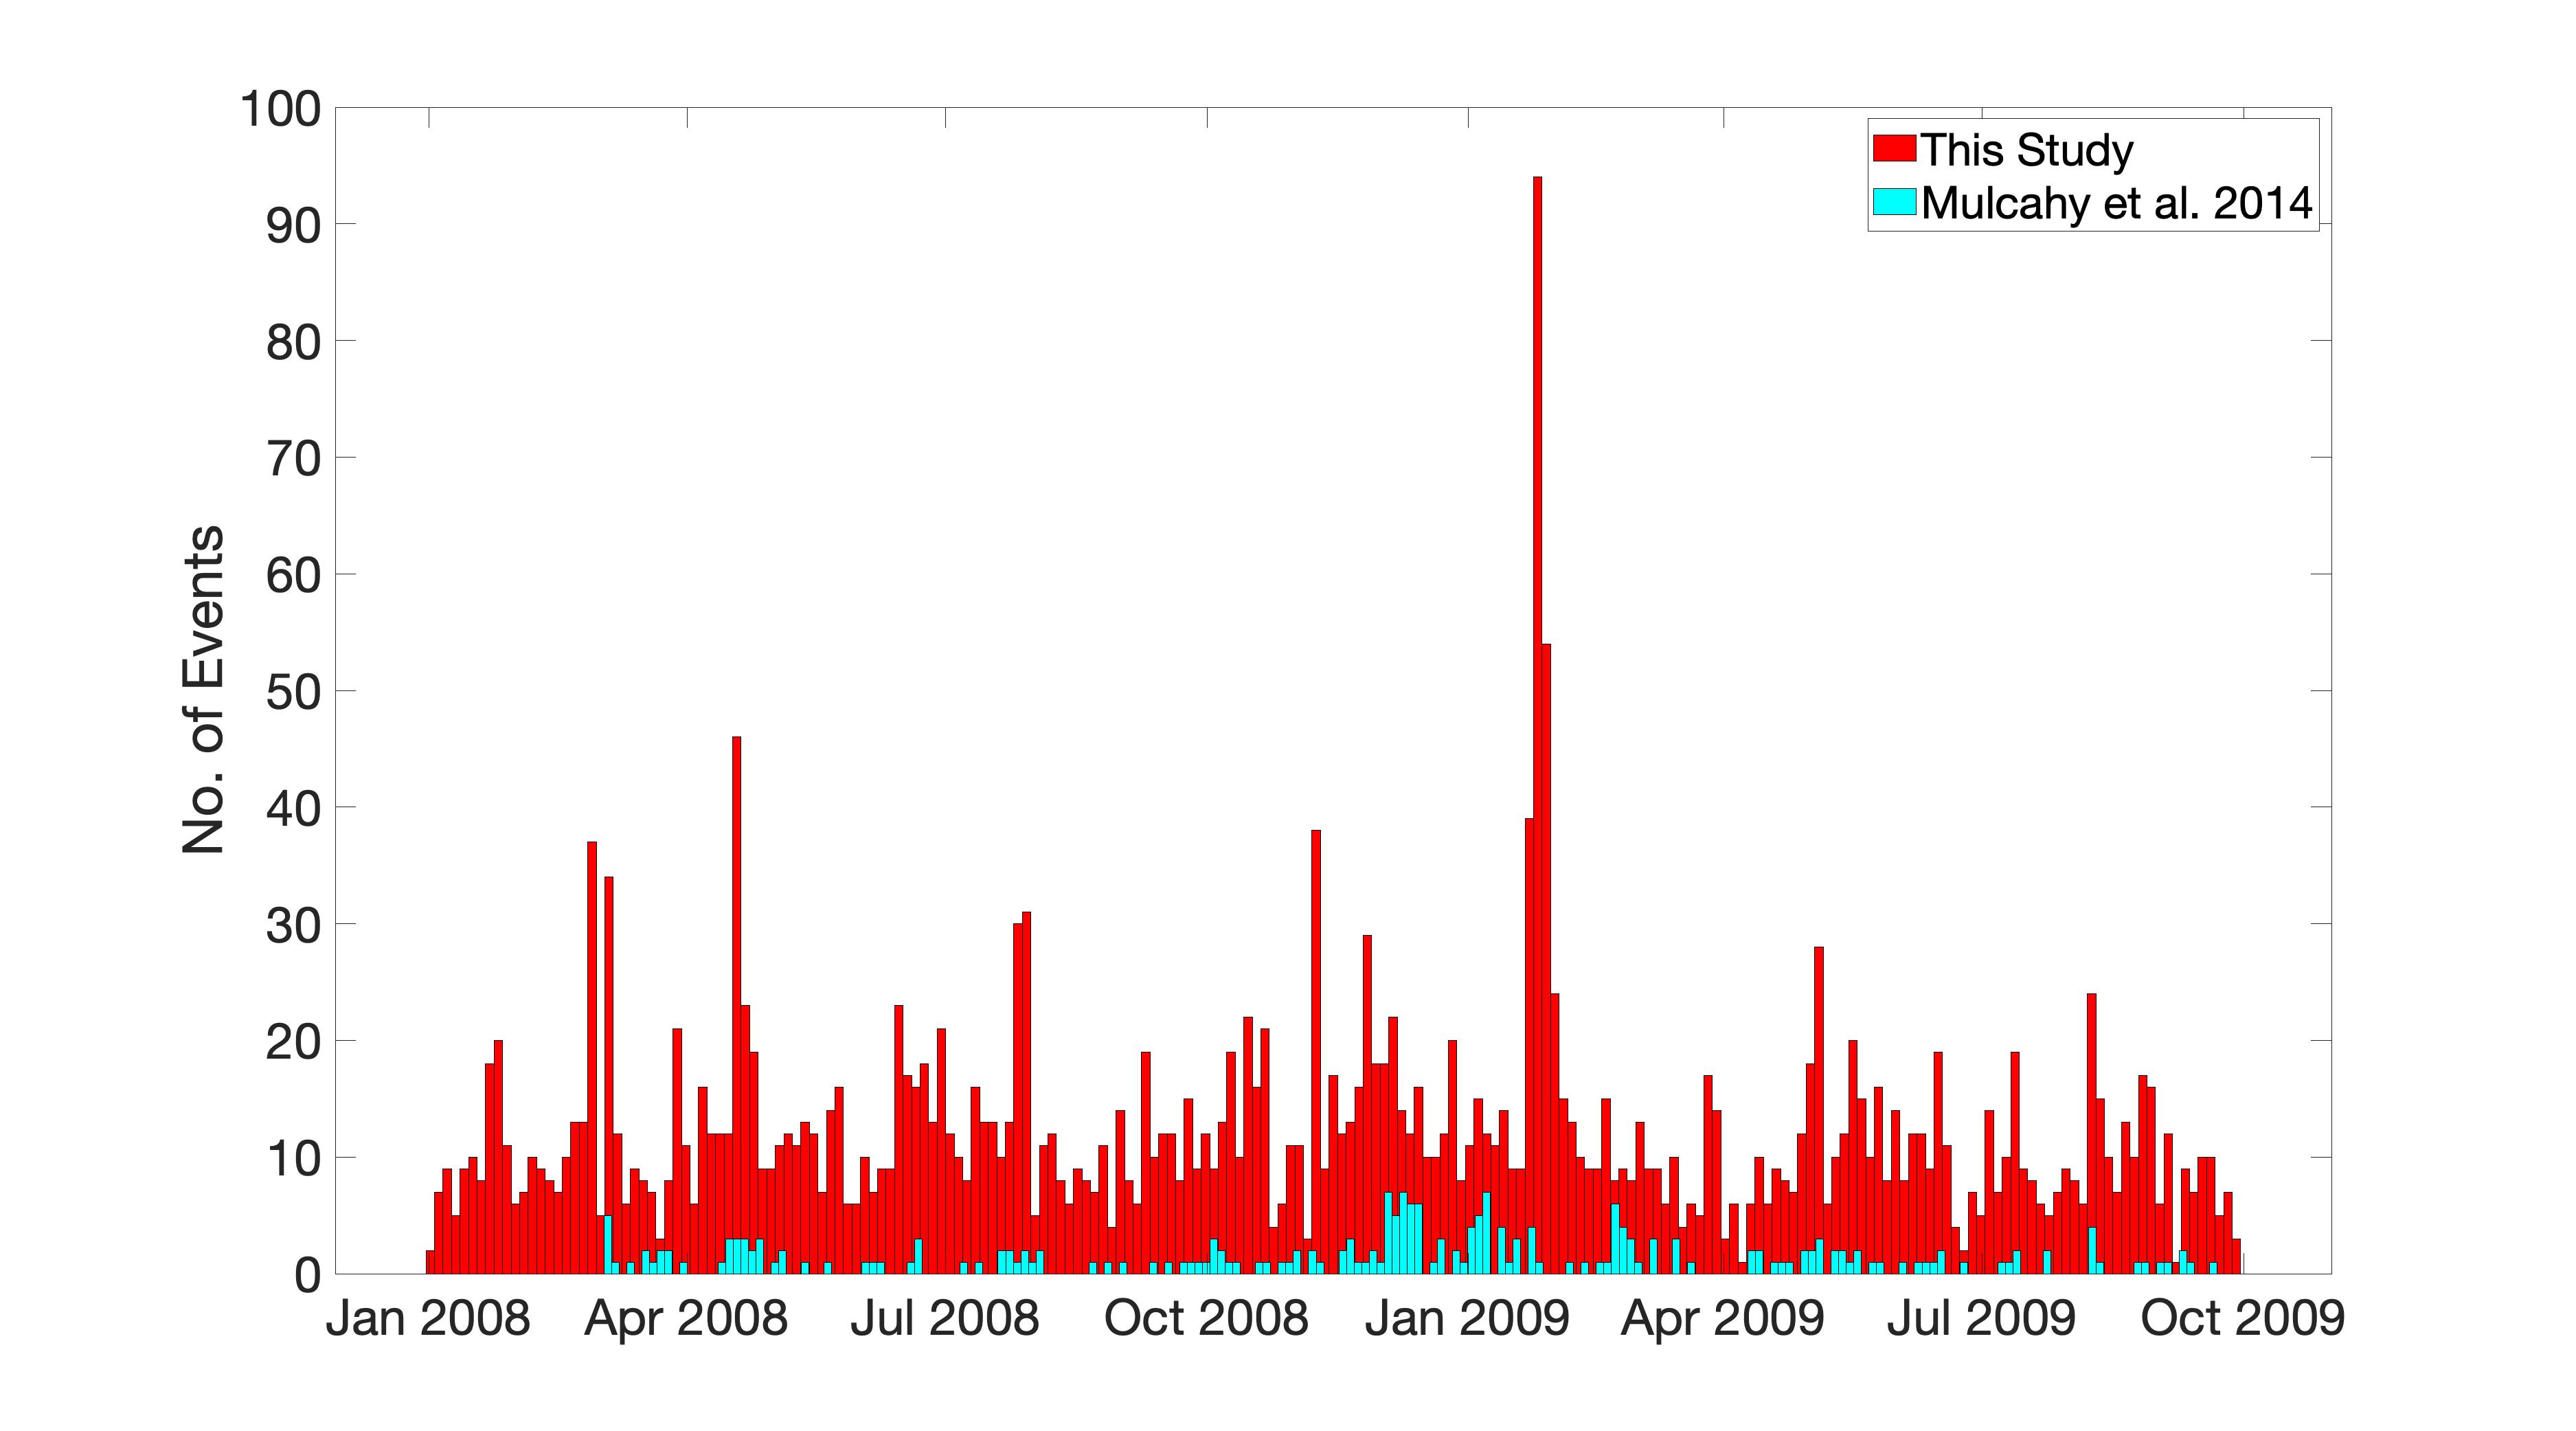 100
90
80
70
60
50
40
30
20
10
0
No. of Events
This Study
Mulcahy et al. 2014
Jan 2008
Apr 2008
Jul 2008
Oct 2008
Jan 2009
Apr 2009
Jul 2009
Oct 2009